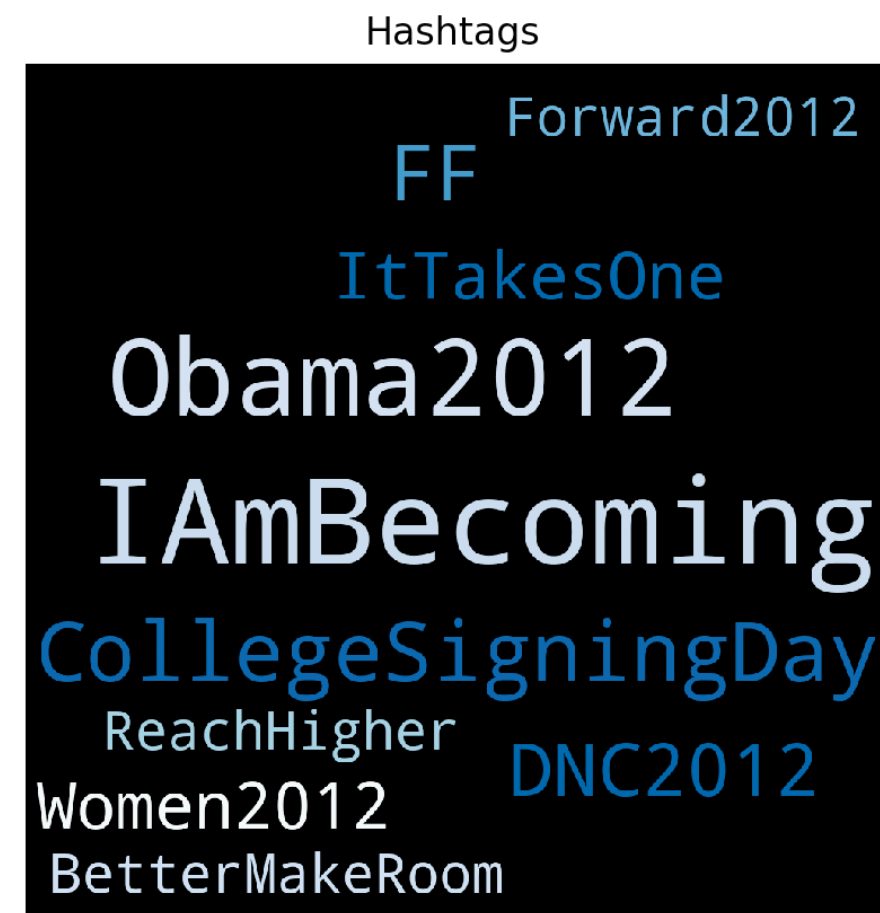 Hashtags
Forward2012
FF
ItTakesOne
Obama2012
IAmBecoming
CollegeSigningDay
ReachHigher
DNC2012
Women2012
BetterMakeRoom